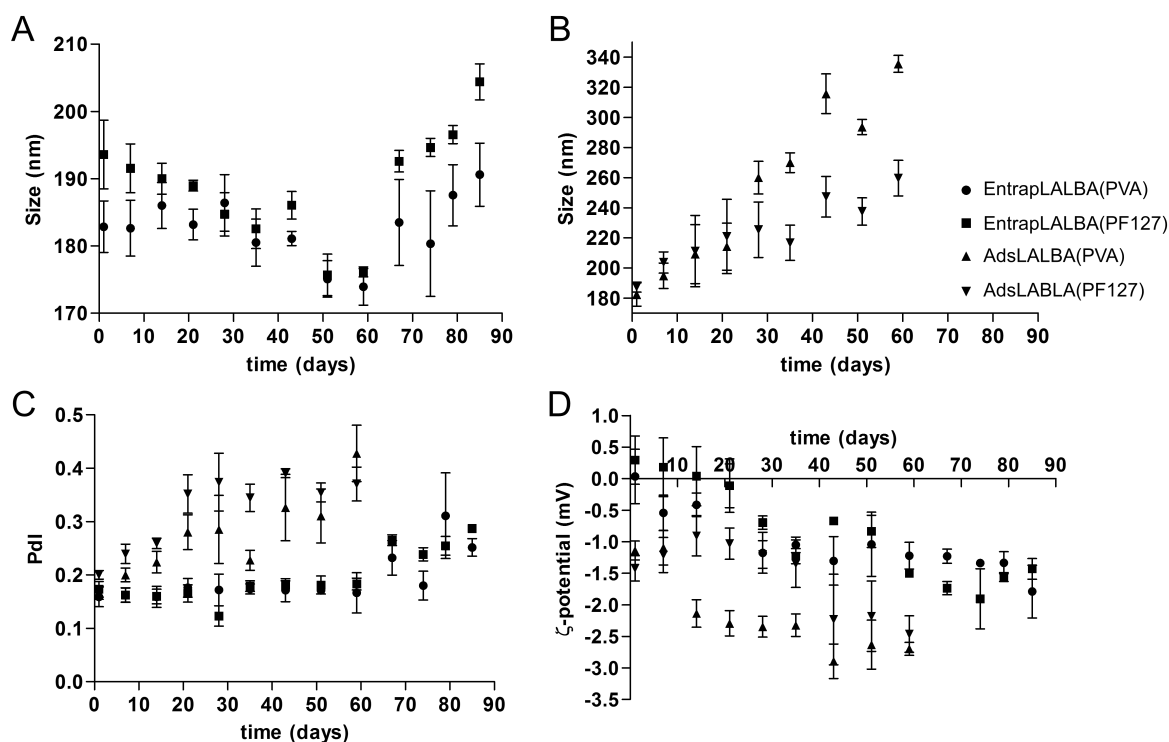 A
210
200
190
180
170
0 10 20 30 40 50 60 70 80 90
Size (nm)
time (days)
B
340
320
300
280
260
240
220
200
180
0 10 20 30 40 50 60 70 80 90
Size (nm)
time (days)
EntrapLALBA(PVA)
EntrapLALBA(PF127)
AdsLALBA(PVA)
AdsLABLA(PF127)
C
0.5
0.4
0.3
0.2
0.1
0.0
0 10 20 30 40 50 60 70 80 90
PdI
time (days)
D
1.0
0.5
0.0
-0.5
-1.0
-1.5
-2.0
-2.5
-3.0
-3.5
time (days)
10 20 30 40 50 60 70 80 90
ζ-potential (mV)